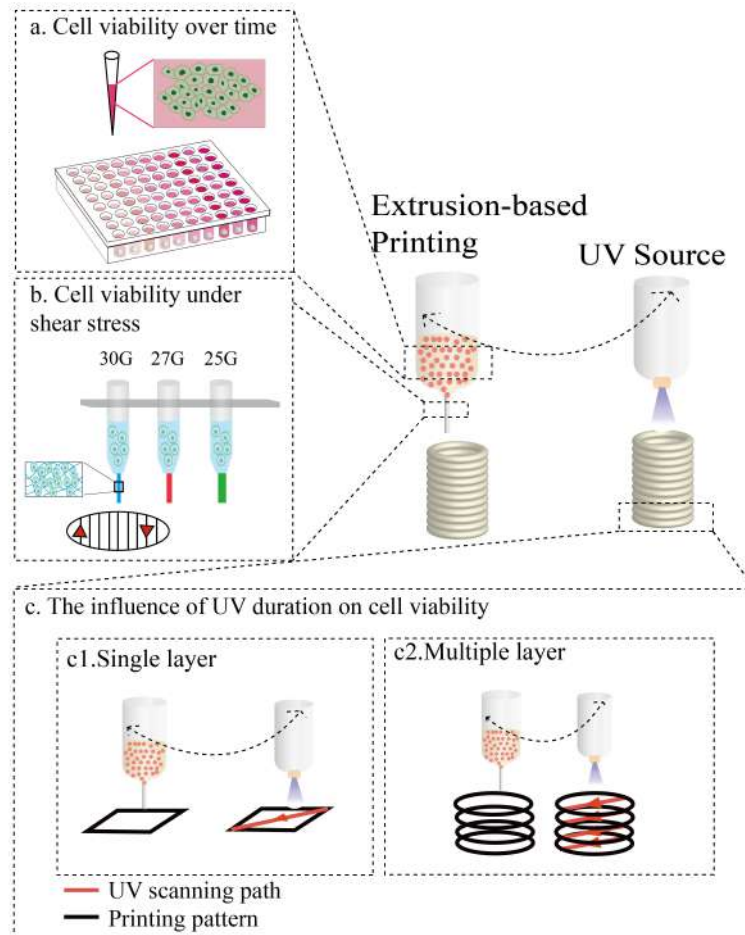 a. Cell viability over time
Extrusion-based
Printing
UV Source
b. Cell viability under
shear stress
30G 27G 25G
c. The influence of UV duration on cell viability
c1.Single layer
c2.Multiple layer
UV scanning path
Printing pattern